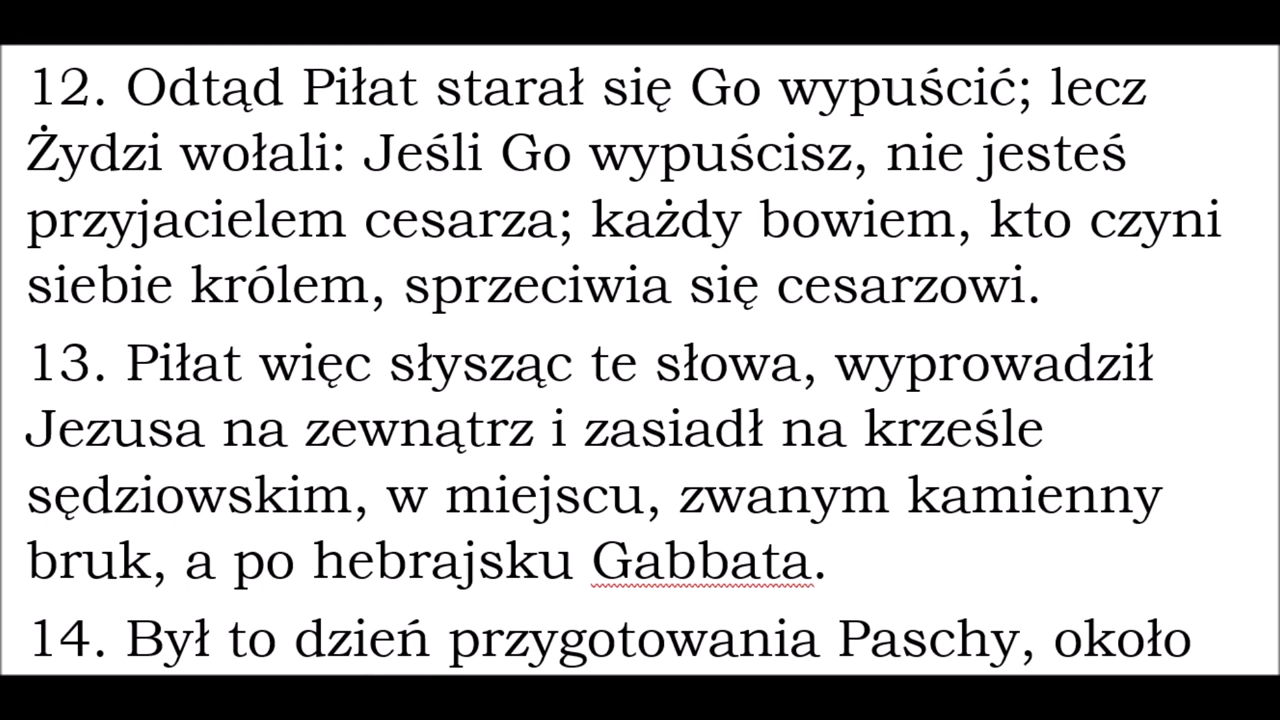 12. Odtąd Piłat starał się Go wypuścić; lecz
Żydzi wołali: Jeśli Go wypuścisz, nie jesteś
przyjacielem cesarza; każdy bowiem, kto czyni
siebie królem, sprzeciwia się cesarzowi.
13. Piłat więc słysząc te słowa, wyprowadził
Jezusa na zewnątrz i zasiadł na krześle
sędziowskim, w miejscu, zwanym kamienny
bruk, a po hebrajsku Gabbata.
14. Był to dzień przygotowania Paschy, około